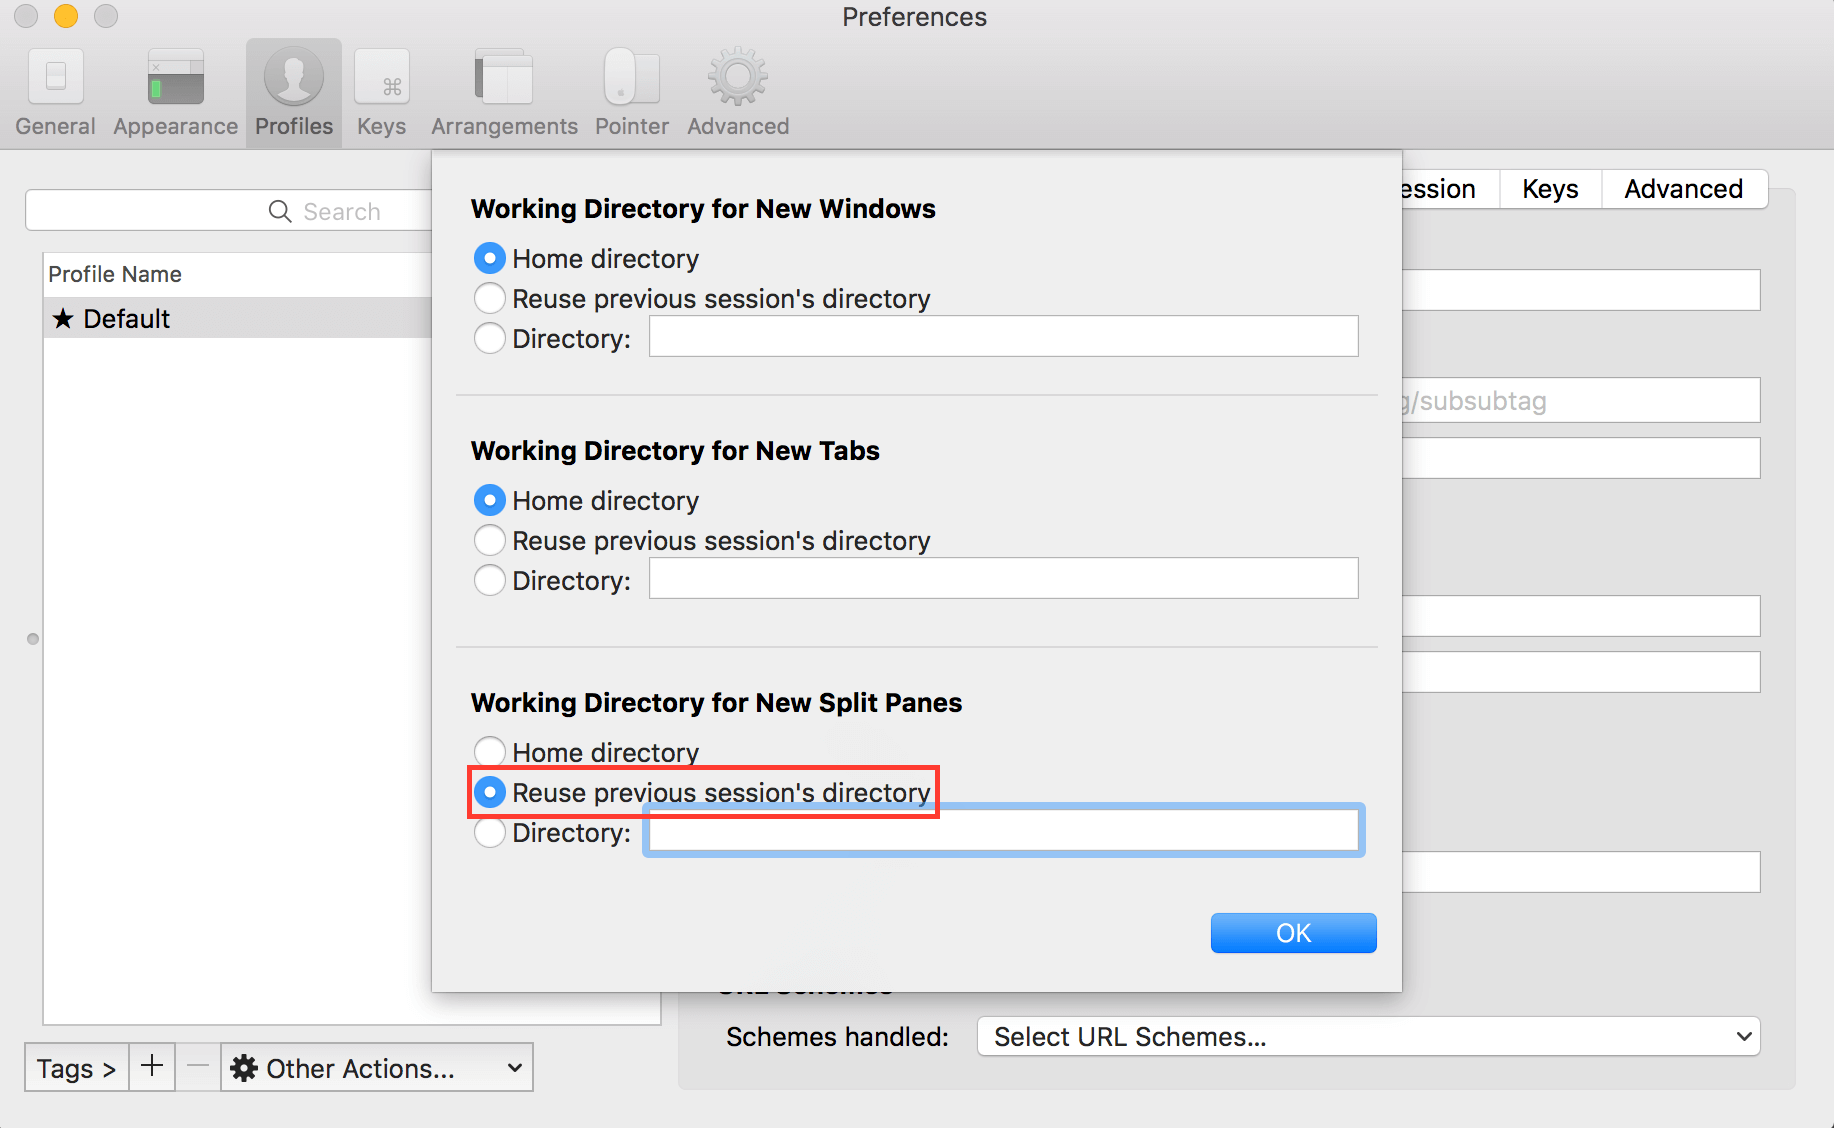 Preferences
General Appearance Profiles Keys Arrangements Pointer Advanced
Search
Profile Name
★ Default
Working Directory for New Windows
Home directory
Reuse previous session's directory
Directory:
Working Directory for New Tabs
Home directory
Reuse previous session's directory
Directory:
Working Directory for New Split Panes
Home directory
Reuse previous session's directory
Directory:
OK
ession Keys Advanced
g/subsubtag
Schemes handled: Select URL Schemes...
Tags > + − Other Actions...